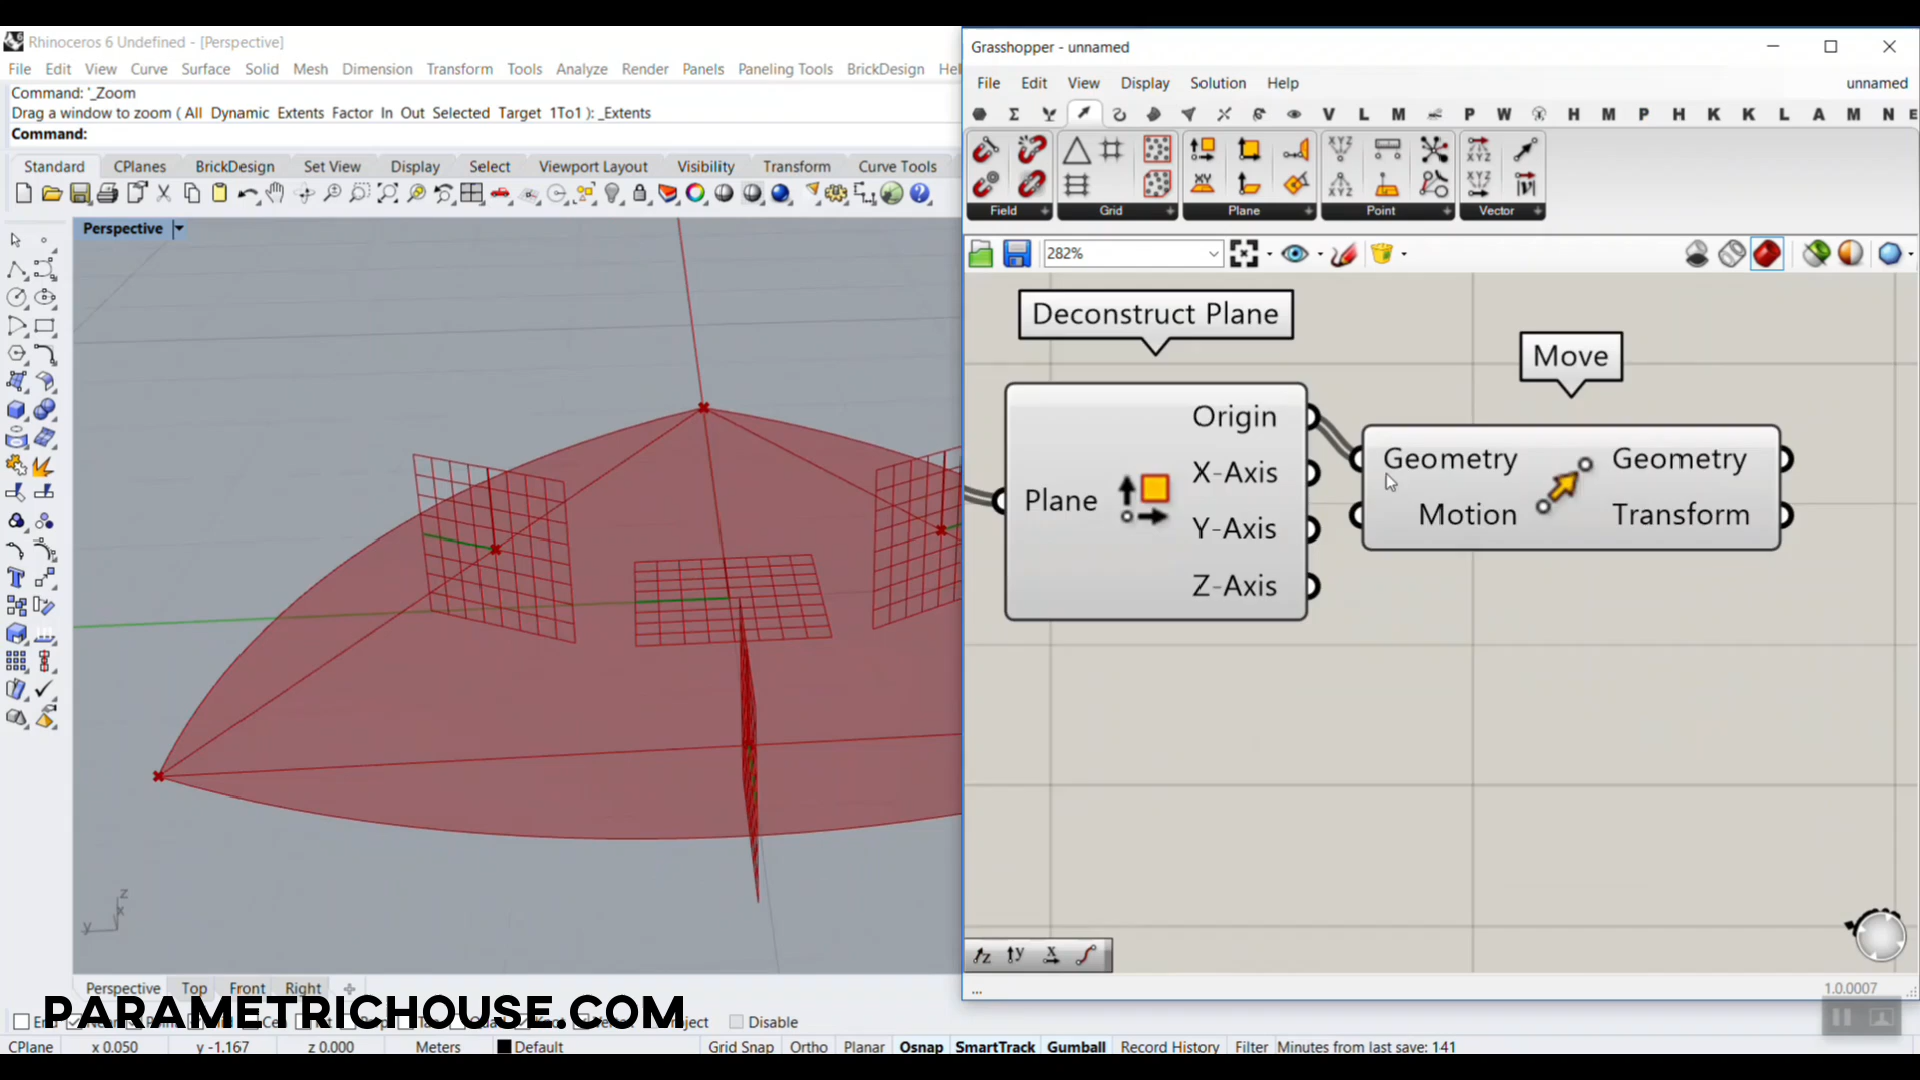 Rhinoceros 6 Undefined - [Perspective]
File Edit View Curve Surface Solid Mesh Dimension Transform Tools Analyze Render Panels Paneling Tools BrickDesign Hel
Command: '_Zoom
Drag a window to zoom ( All Dynamic Extents Factor In Out Selected Target 1To1 ): _Extents
Command:
Standard CPlanes BrickDesign Set View Display Select Viewport Layout Visibility Transform Curve Tools
Perspective
z
x
y
Perspective Top Front Right
PARAMETRICHOUSE.COM
Disable
CPlane x 0.050 y -1.167 z 0.000 Meters Default Grid Snap Ortho Planar Osnap SmartTrack Gumball Record History Filter Minutes from last save: 141
Grasshopper - unnamed
File Edit View Display Solution Help unnamed
V L M P W H M P H K K L A M N E
Field Grid Plane Point Vector
282%
Deconstruct Plane
Move
Plane
Origin
X-Axis
Y-Axis
Z-Axis
Geometry Geometry
Motion Transform
...
1.0.0007